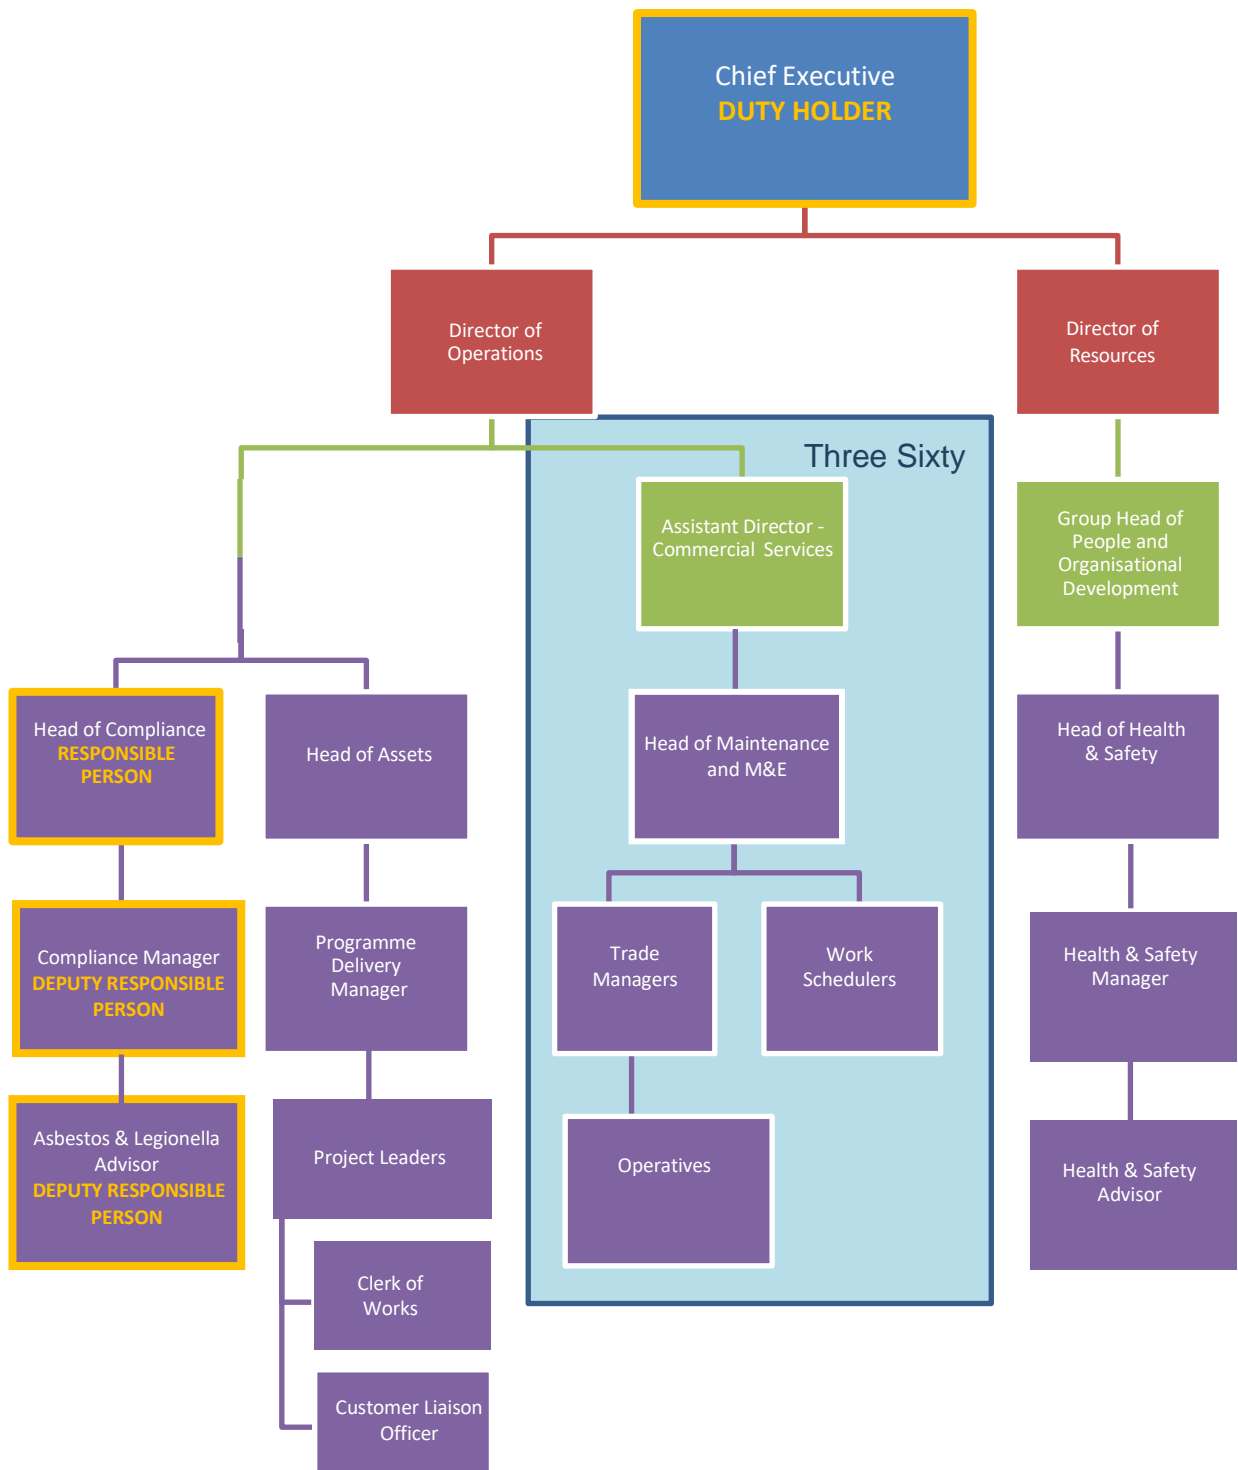 Chief Executive
DUTY HOLDER
Director of
Operations
Director of
Resources
Three Sixty
Assistant Director -
Commercial Services
Group Head of
People and
Organisational
Development
Head of Compliance
RESPONSIBLE
PERSON
Head of Assets
Head of Maintenance
and M&E
Head of Health
& Safety
Compliance Manager
DEPUTY RESPONSIBLE
PERSON
Programme
Delivery
Manager
Trade
Managers
Work
Schedulers
Health & Safety
Manager
Asbestos & Legionella
Advisor
DEPUTY RESPONSIBLE
PERSON
Project Leaders
Operatives
Health & Safety
Advisor
Clerk of
Works
Customer Liaison
Officer